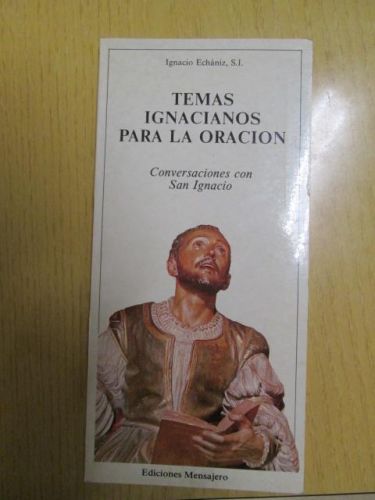 Ignacio Echániz, S.I.
TEMAS
IGNACIANOS
PARA LA ORACION
Conversaciones con
San Ignacio
Ediciones Mensajero